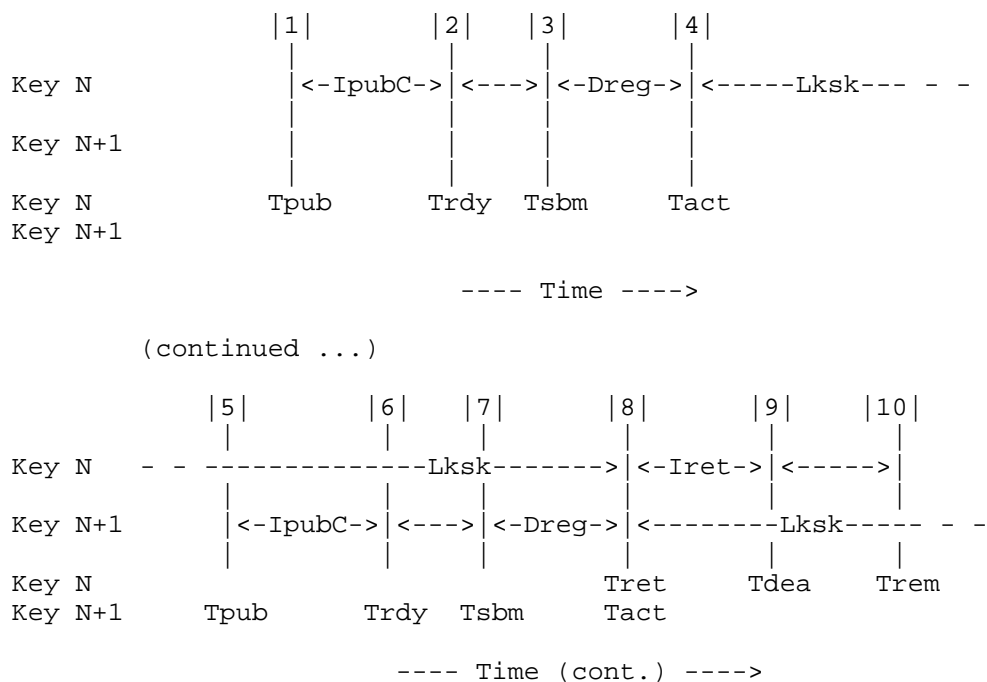 |1| |2| |3| |4|
| | | |
Key N |<-IpubC->|<--->|<-Dreg->|<-----Lksk--- - -
| | | |
Key N+1 | | | |
| | | |
Key N Tpub Trdy Tsbm Tact
Key N+1
---- Time ---->
(continued ...)
|5| |6| |7| |8| |9| |10|
| | | | | |
Key N - - --------------Lksk------->|<-Iret->|<----->|
| | | | | |
Key N+1 |<-IpubC->|<--->|<-Dreg->|<--------Lksk----- - -
| | | | | |
Key N Tret Tdea Trem
Key N+1 Tpub Trdy Tsbm Tact
---- Time (cont.) ---->